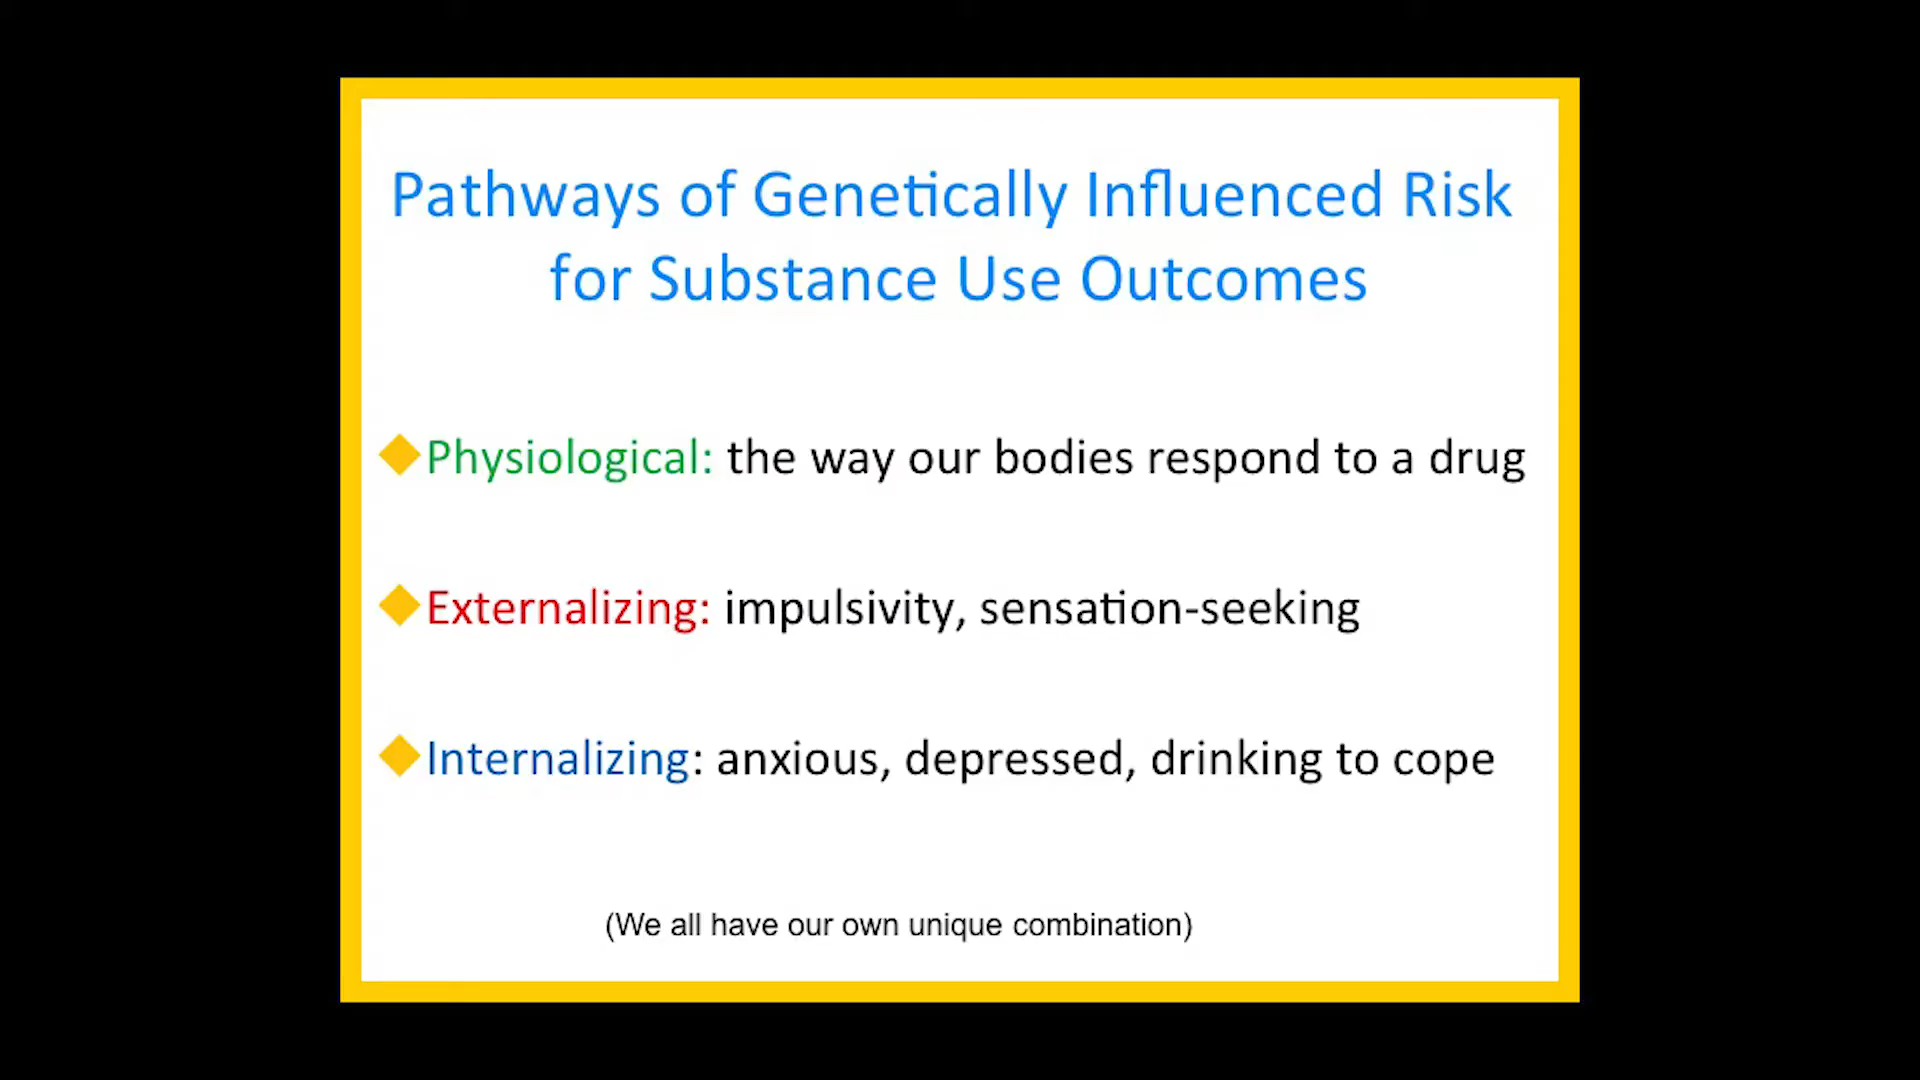 Pathways of Genetically Influenced Risk
for Substance Use Outcomes
Physiological: the way our bodies respond to a drug
Externalizing: impulsivity, sensation-seeking
Internalizing: anxious, depressed, drinking to cope
(We all have our own unique combination)